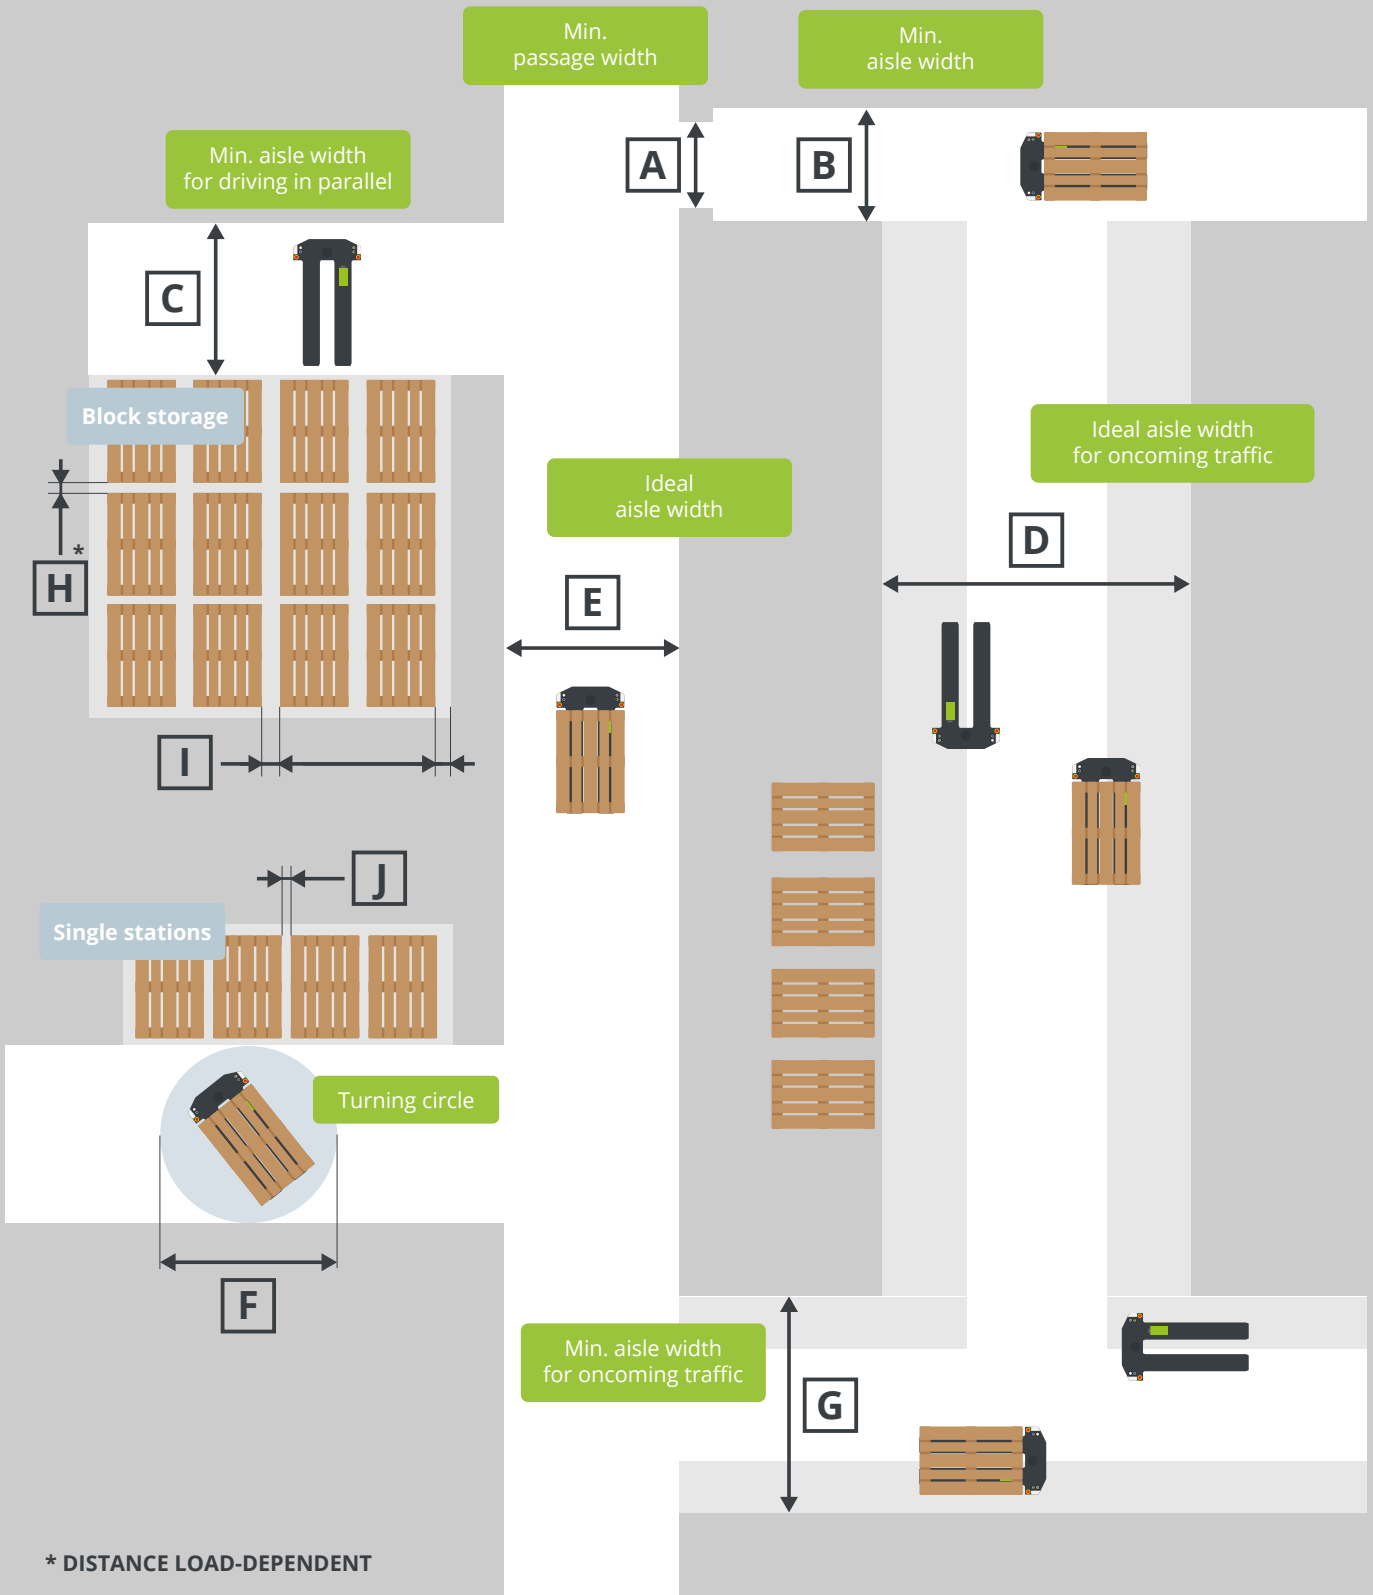 Min.
passage width
Min.
aisle width
Min. aisle width
for driving in parallel
A
B
C
Block storage
Ideal aisle width
for oncoming traffic
Ideal
aisle width
D
*
H
E
I
J
Single stations
Turning circle
F
Min. aisle width
for oncoming traffic
G
* DISTANCE LOAD-DEPENDENT